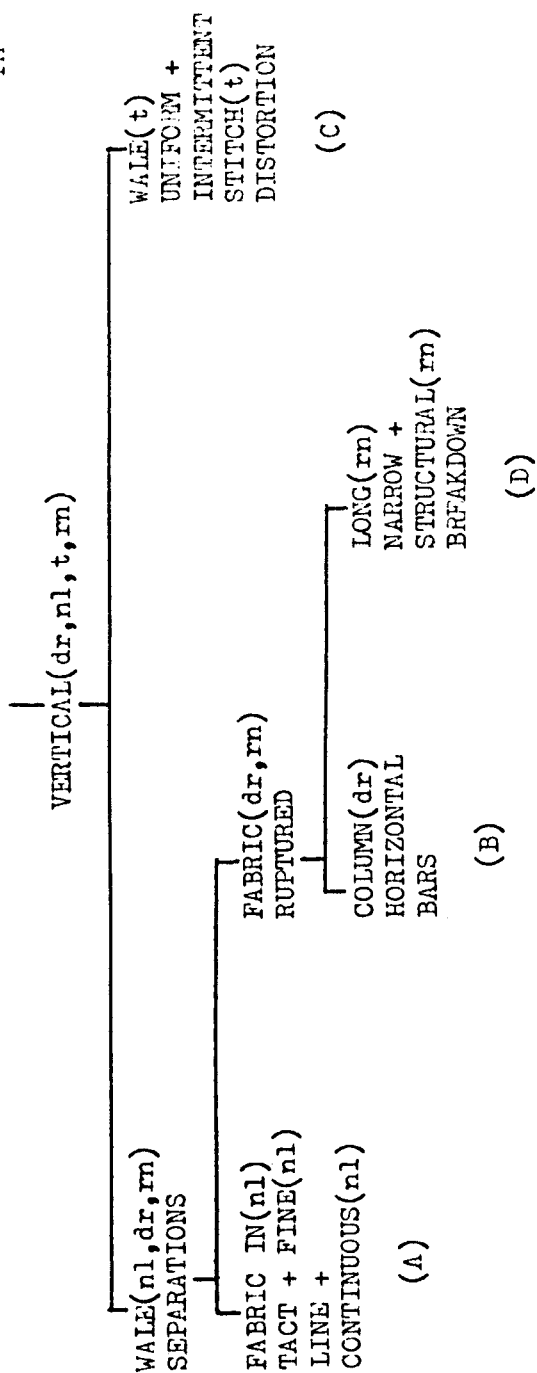 VERTICAL(dr,nl,t,rn)
WALE(nl,dr,rn)
SEPARATIONS
WALE(t)
UNIFORM +
INTERMITTENT
STITCH(t)
DISTORTION
(C)
FABRIC IN(nl)
TACT + FINE(nl)
LINE +
CONTINUOUS(nl)
(A)
FABRIC(dr,rn)
RUPTURED
COLUMN(dr)
HORIZONTAL
BARS
(B)
LONG(rn)
NARROW +
STRUCTURAL(rn)
BRFAKDOWN
(D)